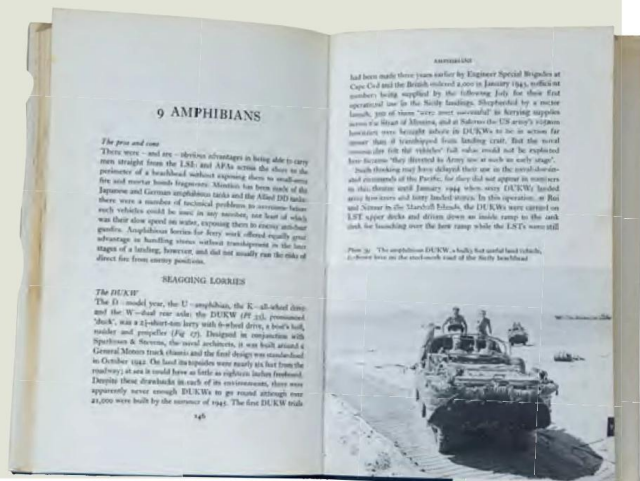 9 AMPHIBIANS
The pros and cons
There were – and are – obvious advantages in being able to carry
men straight from the LSIs and APAs across the shore to the
perimeter of a beachhead without exposing them to small-arms
fire and mortar bomb fragments. Mention has been made of the
Japanese and German amphibious tanks and the Allied DD tanks:
there were a number of technical problems to overcome before
such vehicles could be used in any number, not least of which
was their slow speed on water, exposing them to enemy anti-boat
gunfire. Amphibious lorries for ferry work offered equally great
advantage in handling stores without transhipment in the later
stages of a landing, however, and did not usually run the risks of
direct fire from enemy positions.
SEAGOING LORRIES
The DUKW
The D—model year, the U—amphibian, the K—all-wheel drive
and the W—dual rear axle: the DUKW (Pl 35), pronounced
'duck', was a 2½-short-ton lorry with 6-wheel drive, a boat's hull,
rudder and propeller (Fig 17). Designed in conjunction with
Sparkman & Stevens, the naval architects, it was built around a
General Motors truck chassis and the final design was standardised
in October 1942. On land its topsides were nearly six feet from the
roadway; at sea it could have as little as eighteen inches freeboard.
Despite these drawbacks in each of its environments, there were
apparently never enough DUKWs to go round although over
21,000 were built by the summer of 1945. The first DUKW trials
146
AMPHIBIANS
had been made three years earlier by Engineer Special Brigades at
Cape Cod and the British ordered 2,000 in January 1943, sufficient
numbers being supplied by the following July for their first
operational use in the Sicily landings. Shepherded by a motor
launch, 300 of them 'were most successful' in ferrying supplies
across the Strait of Messina, and at Salerno the US army's 105mm
howitzers were brought ashore in DUKWs to be in action far
sooner than if transhipped from landing craft. But the naval
commander felt the vehicles' full value could not be exploited
here because 'they diverted to Army use at such an early stage'.
Such thinking may have delayed their use in the naval-domin-
ated commands of the Pacific, for they did not appear in numbers
in this theatre until January 1944 when sixty DUKWs landed
army howitzers and ferry landed stores. In this operation, at Roi
and Namur in the Marshall Islands, the DUKWs were carried on
LST upper decks and driven down an inside ramp to the tank
deck for launching over the bow ramp while the LSTs were still
The amphibious DUKW, a bulky but useful land vehicle,
on the steel-mesh road of the Sicily beachhead